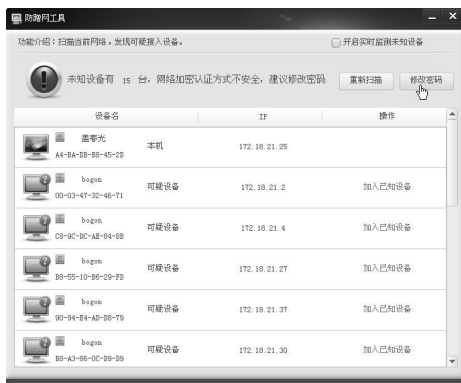 防蹭网工具
功能介绍：扫描当前网络，发现可疑接入设备。 开启实时监测未知设备
未知设备有 15 台，网络加密认证方式不安全，建议修改密码 重新扫描 修改密码
设备名 IP 操作
盖春光
A4-BA-DB-B8-45-2D 本机 172.18.21.25
bogon
00-03-47-32-46-71 可疑设备 172.18.21.2 加入已知设备
bogon
C8-9C-DC-AE-84-6B 可疑设备 172.18.21.4 加入已知设备
bogon
B8-55-10-B6-29-FD 可疑设备 172.18.21.27 加入已知设备
bogon
90-94-E4-AD-D8-79 可疑设备 172.18.21.37 加入已知设备
bogon
B8-A3-86-0C-D9-D9 可疑设备 172.18.21.30 加入已知设备